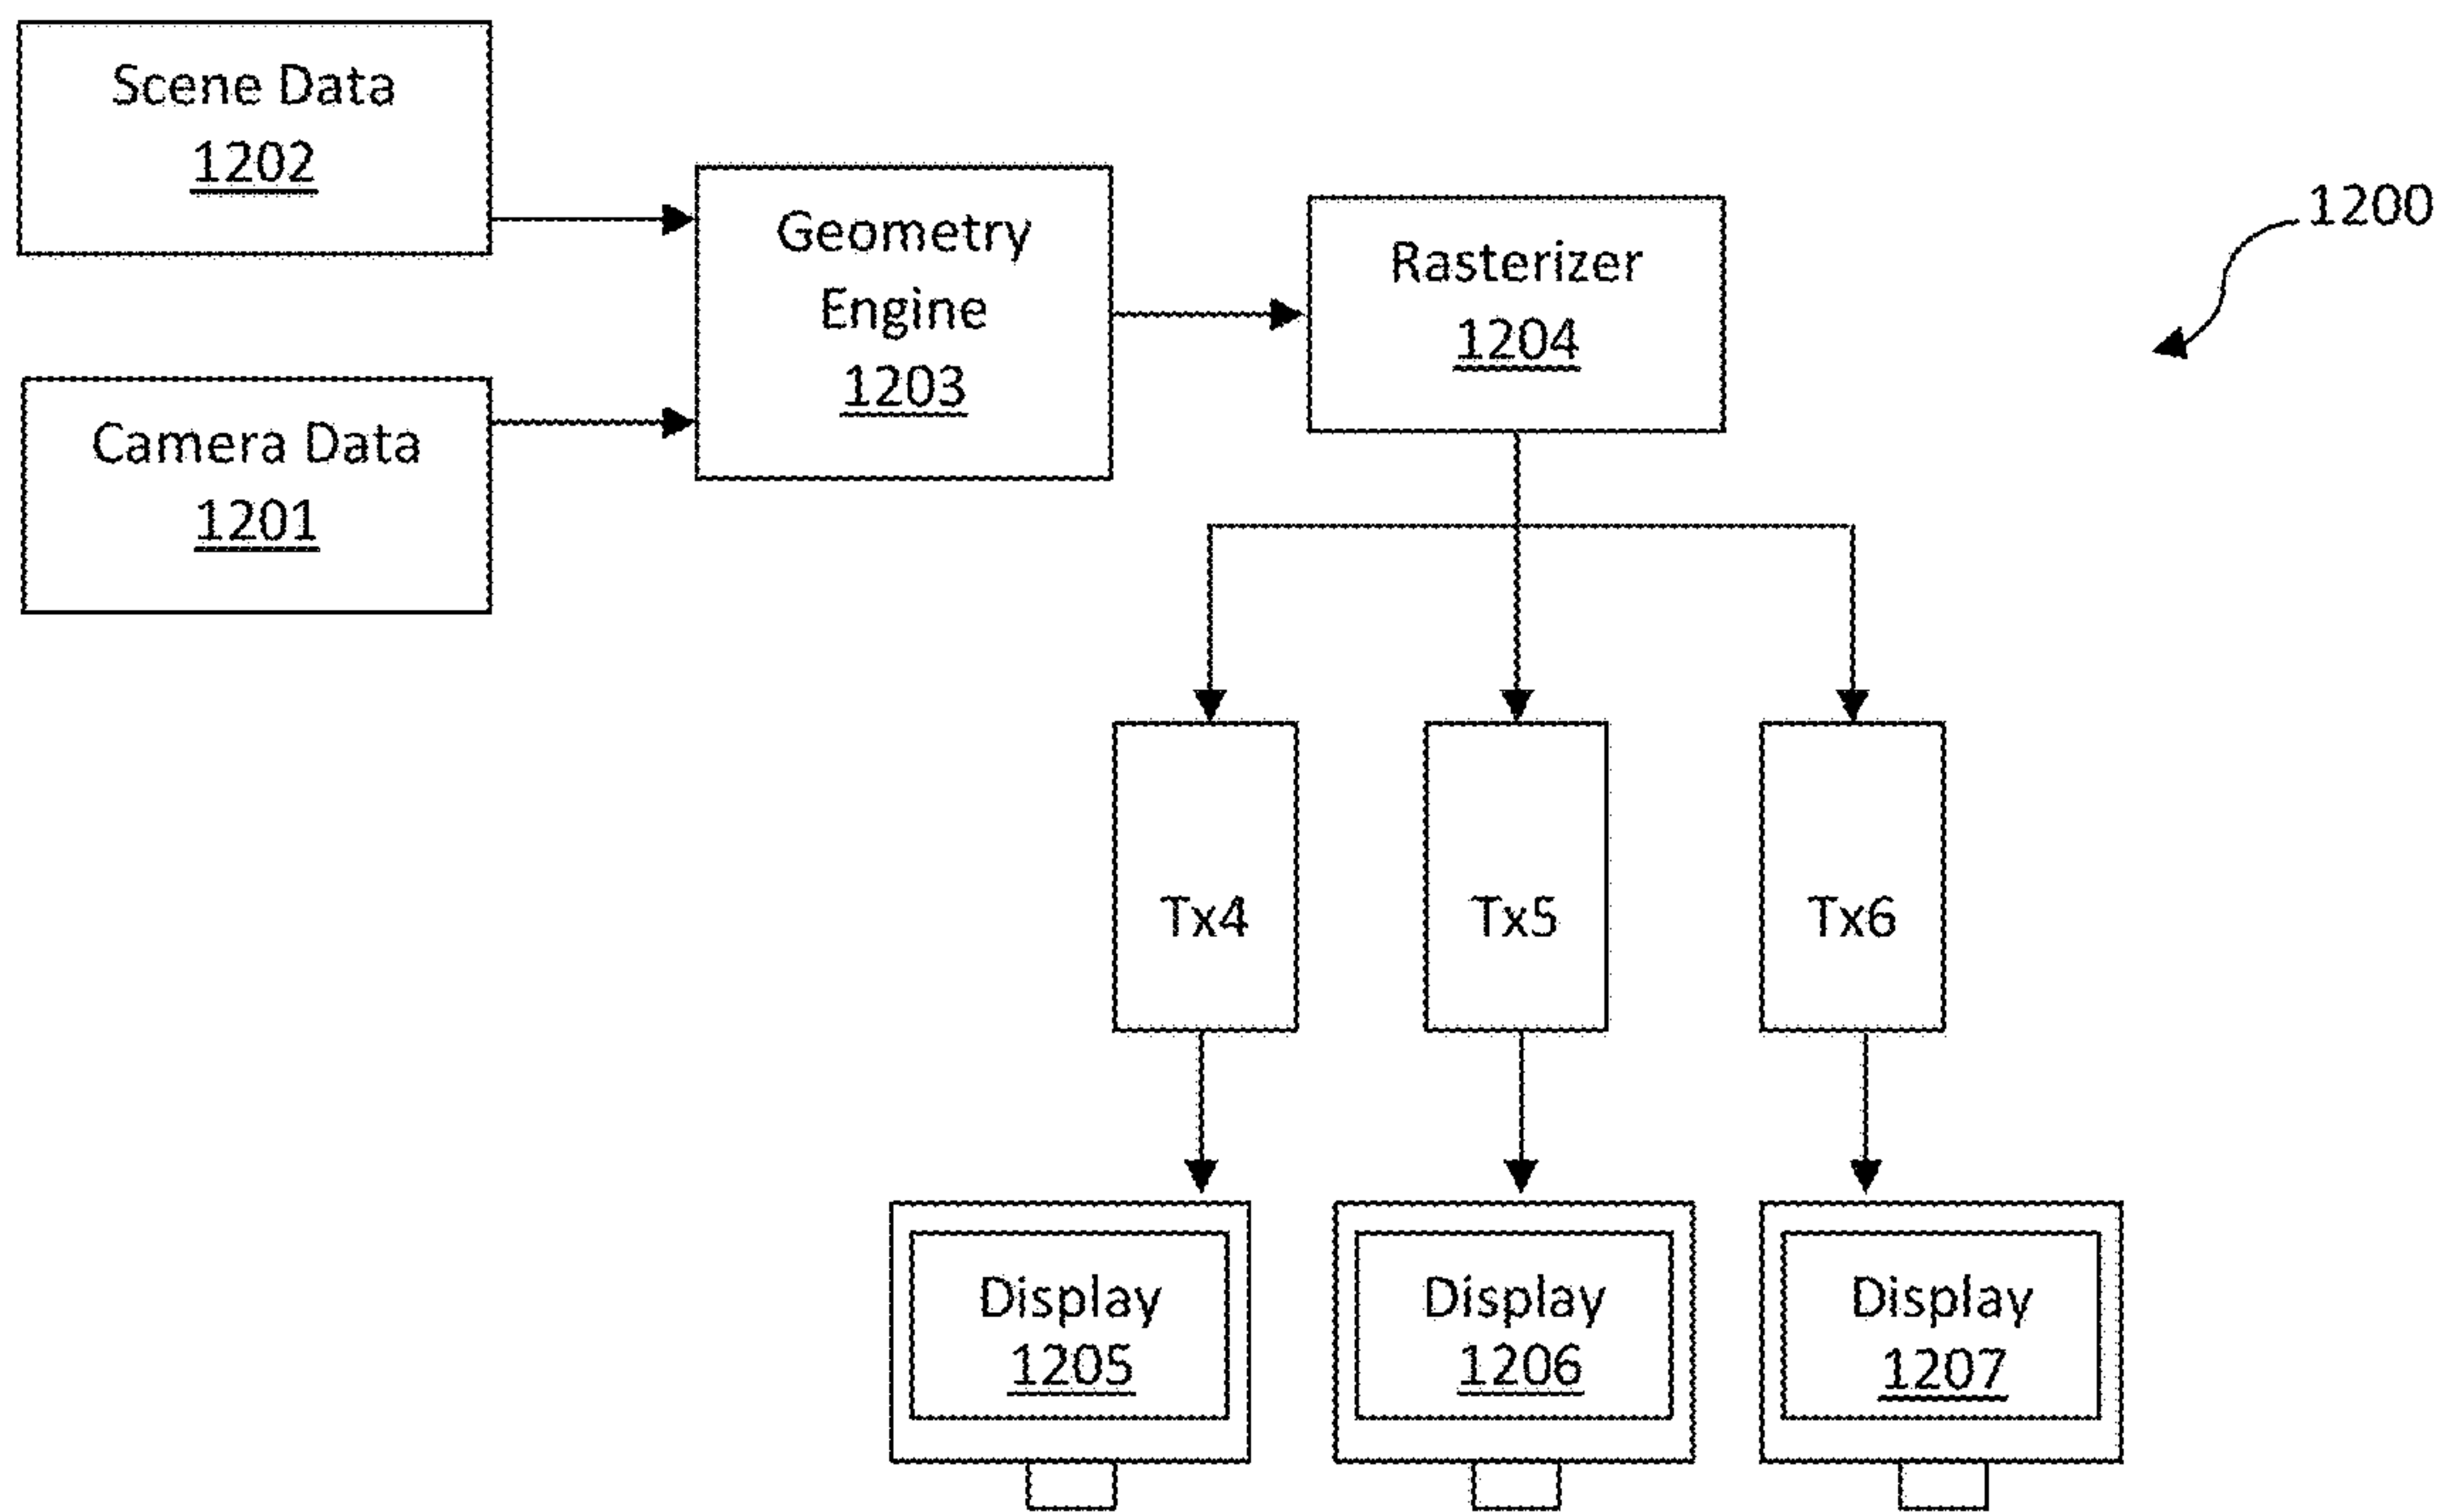 Scene Data
1202
Camera Data
1201
Geometry
Engine
1203
Rasterizer
1204
1200
Tx4
Tx5
Tx6
Display
1205
Display
1206
Display
1207